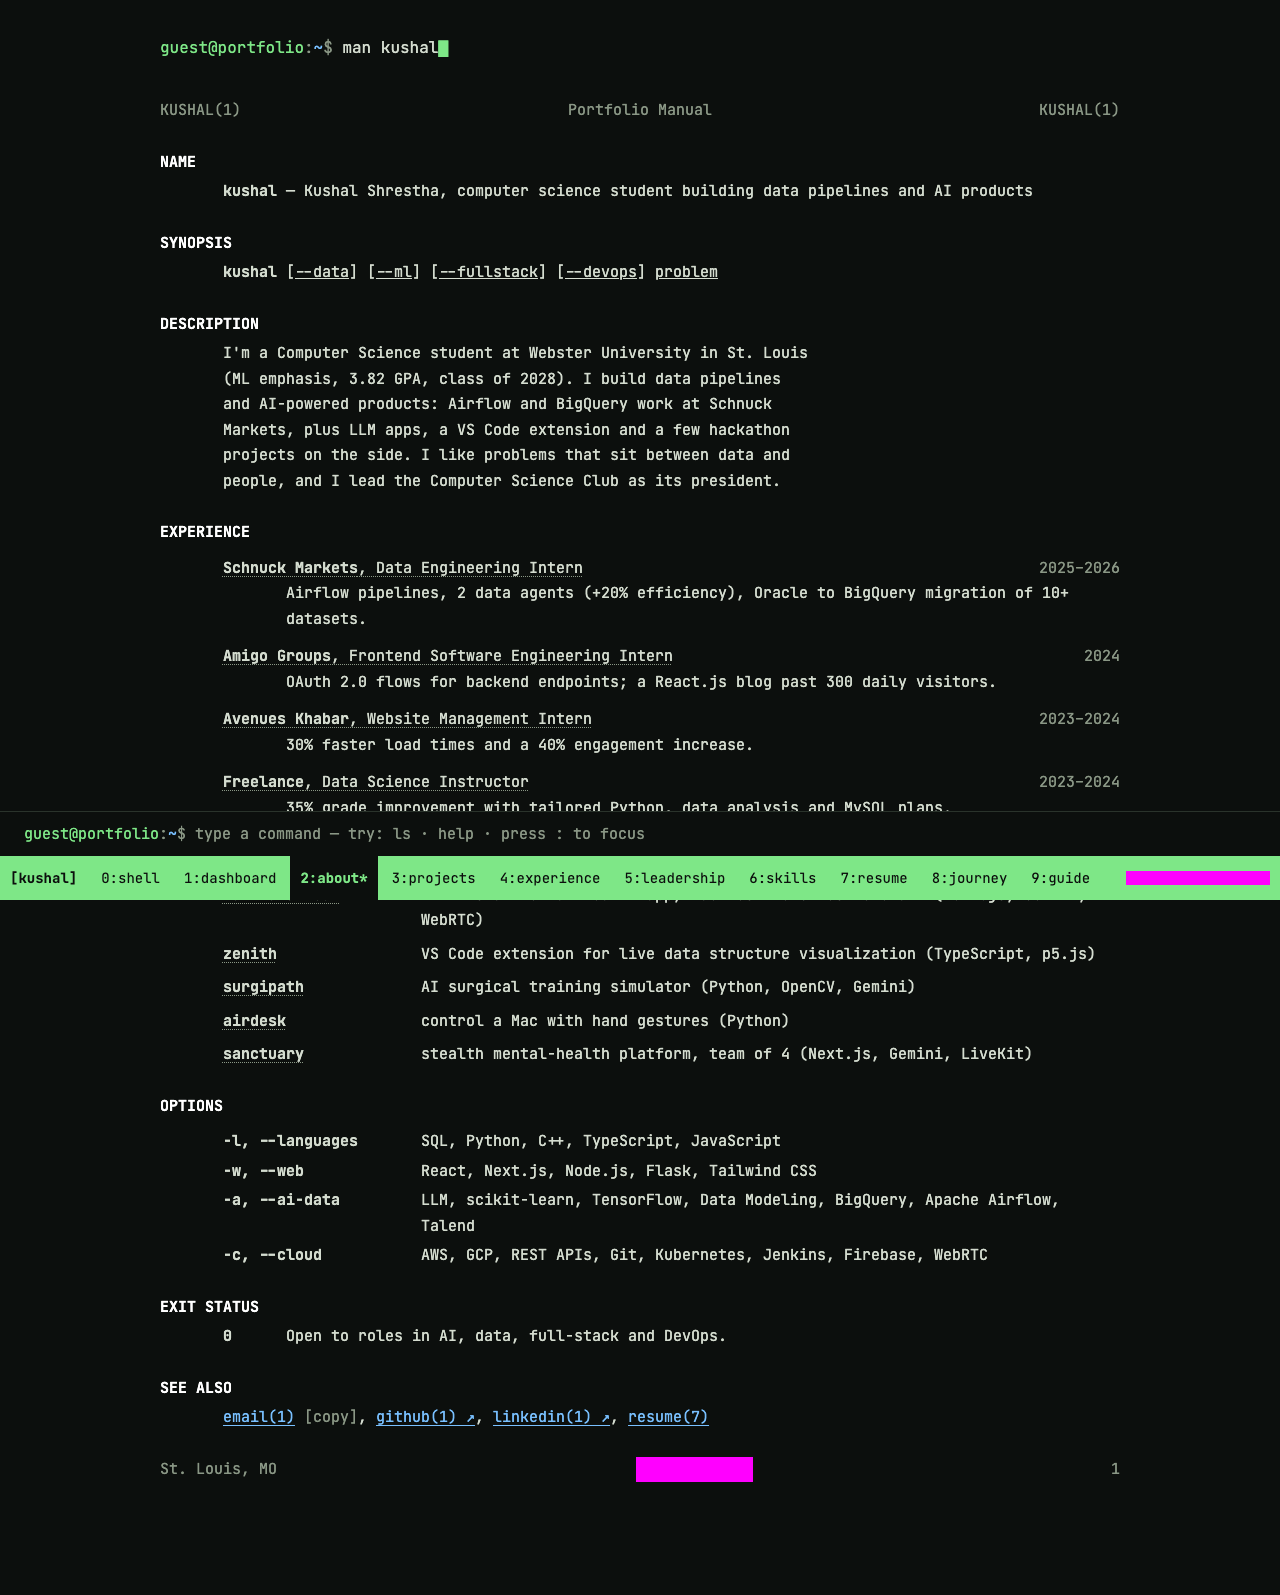 guest@portfolio:~$ man kushal
KUSHAL(1) Portfolio Manual KUSHAL(1)
NAME
kushal — Kushal Shrestha, computer science student building data pipelines and AI products
SYNOPSIS
kushal [--data] [--ml] [--fullstack] [--devops] problem
DESCRIPTION
I'm a Computer Science student at Webster University in St. Louis
(ML emphasis, 3.82 GPA, class of 2028). I build data pipelines
and AI-powered products: Airflow and BigQuery work at Schnuck
Markets, plus LLM apps, a VS Code extension and a few hackathon
projects on the side. I like problems that sit between data and
people, and I lead the Computer Science Club as its president.
EXPERIENCE
Schnuck Markets, Data Engineering Intern 2025–2026
Airflow pipelines, 2 data agents (+20% efficiency), Oracle to BigQuery migration of 10+
datasets.
Amigo Groups, Frontend Software Engineering Intern 2024
OAuth 2.0 flows for backend endpoints; a React.js blog past 300 daily visitors.
Avenues Khabar, Website Management Intern 2023–2024
30% faster load times and a 40% engagement increase.
Freelance, Data Science Instructor 2023–2024
35% grade improvement with tailored Python, data analysis and MySQL plans.
guest@portfolio:~$ type a command — try: ls · help · press : to focus
[kushal] 0:shell 1:dashboard 2:about* 3:projects 4:experience 5:leadership 6:skills 7:resume 8:journey 9:guide
WebRTC)
zenith VS Code extension for live data structure visualization (TypeScript, p5.js)
surgipath AI surgical training simulator (Python, OpenCV, Gemini)
airdesk control a Mac with hand gestures (Python)
sanctuary stealth mental-health platform, team of 4 (Next.js, Gemini, LiveKit)
OPTIONS
-l, --languages SQL, Python, C++, TypeScript, JavaScript
-w, --web React, Next.js, Node.js, Flask, Tailwind CSS
-a, --ai-data LLM, scikit-learn, TensorFlow, Data Modeling, BigQuery, Apache Airflow,
Talend
-c, --cloud AWS, GCP, REST APIs, Git, Kubernetes, Jenkins, Firebase, WebRTC
EXIT STATUS
0 Open to roles in AI, data, full-stack and DevOps.
SEE ALSO
email(1) [copy], github(1) ↗, linkedin(1) ↗, resume(7)
St. Louis, MO 1